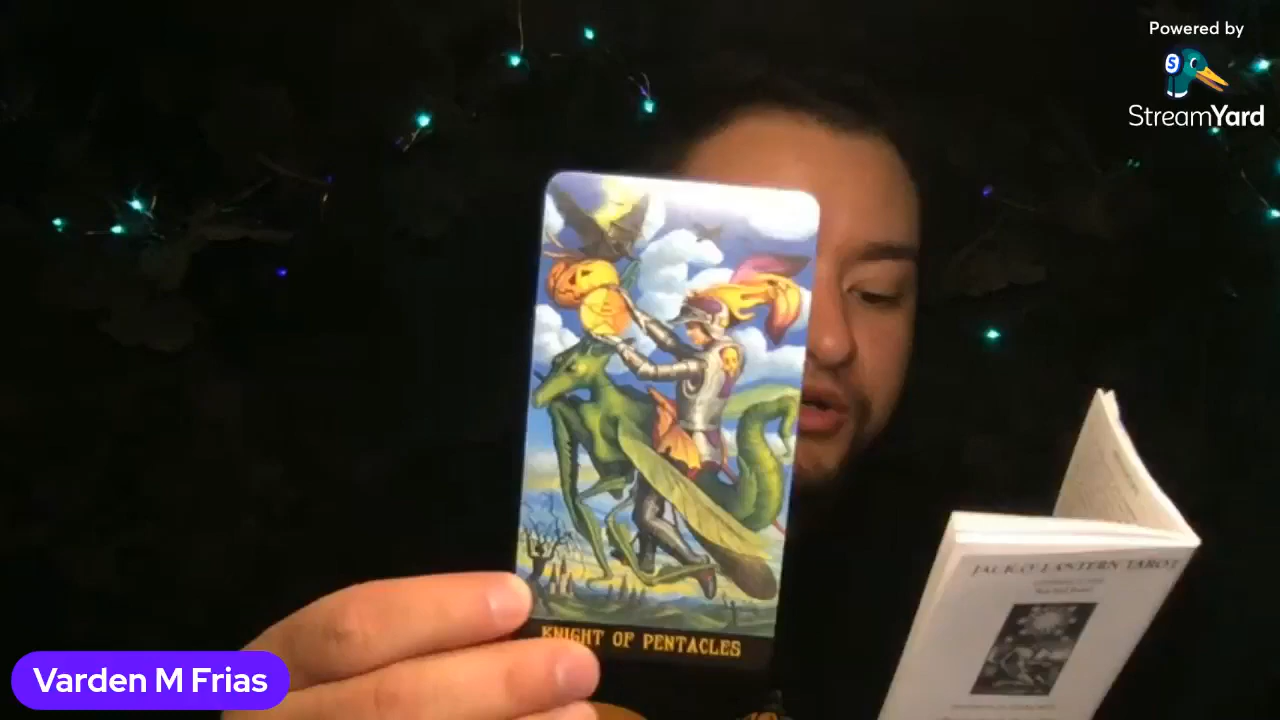 Powered by
StreamYard
KNIGHT OF PENTACLES
JACK-O-LANTERN TAROT
Varden M Frias